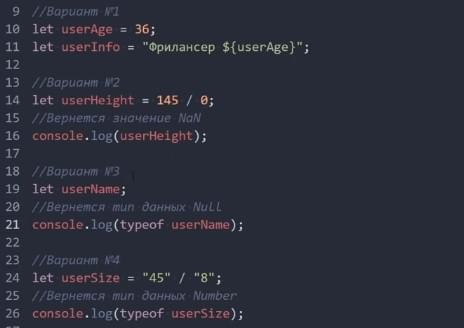 9 //Вариант №1
10 let userAge = 36;
11 let userInfo = "Фрилансер ${userAge}";
12
13 //Вариант №2
14 let userHeight = 145 / 0;
15 //Вернется значение NaN
16 console.log(userHeight);
17
18 //Вариант №3
19 let userName;
20 //Вернется тип данных Null
21 console.log(typeof userName);
22
23 //Вариант №4
24 let userSize = "45" / "8";
25 //Вернется тип данных Number
26 console.log(typeof userSize);